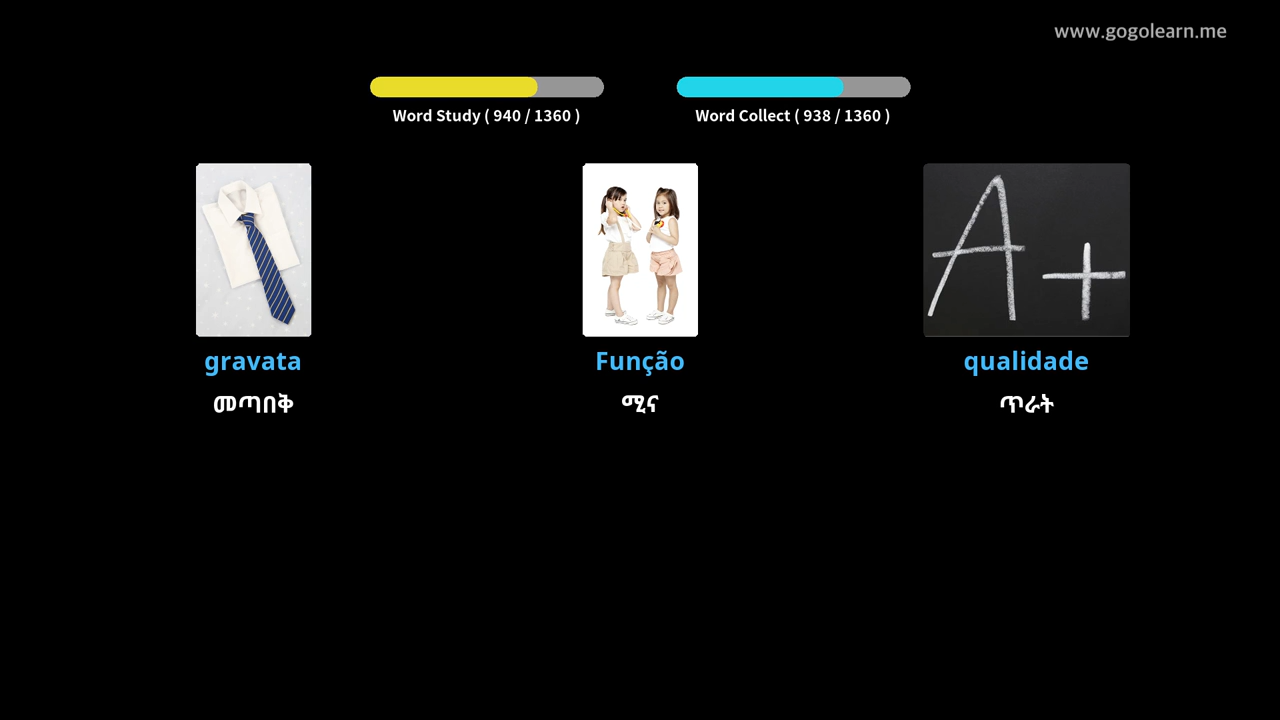 www.gogolearn.me
Word Study ( 940 / 1360 )
Word Collect ( 938 / 1360 )
A+
gravata
Função
qualidade
መጣበቅ
ሚና
ጥራት